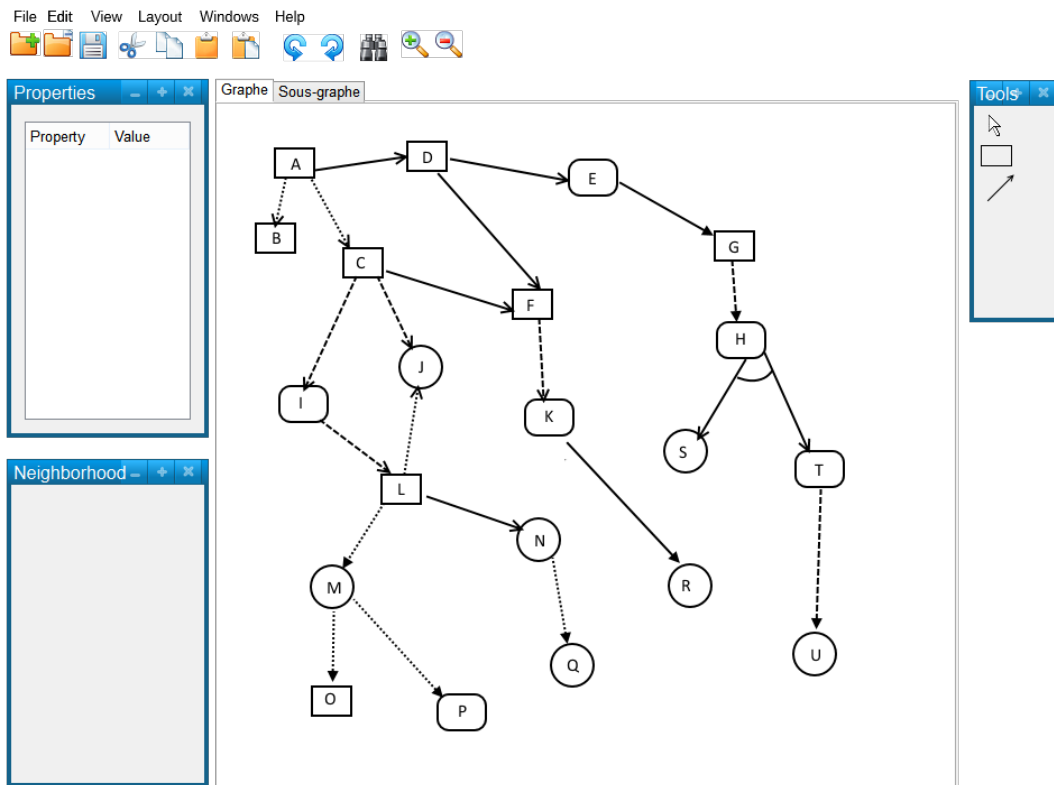 File Edit View Layout Windows Help
Properties
Graphe Sous-graphe
Tools
Property Value
A
D
E
B
G
C
F
H
J
I
K
S
T
L
N
M
R
U
Q
O
P
Neighborhood